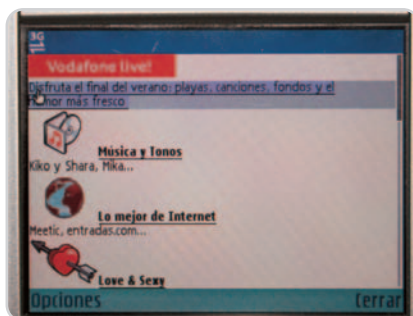 3G
Vodafone live!
Disfruta el final del verano: playas, canciones, fondos y el
humor más fresco
Música y Tonos
Kiko y Shara, Mika...
Lo mejor de Internet
Meetic, entradas.com...
Love & Sexy
Opciones
Cerrar